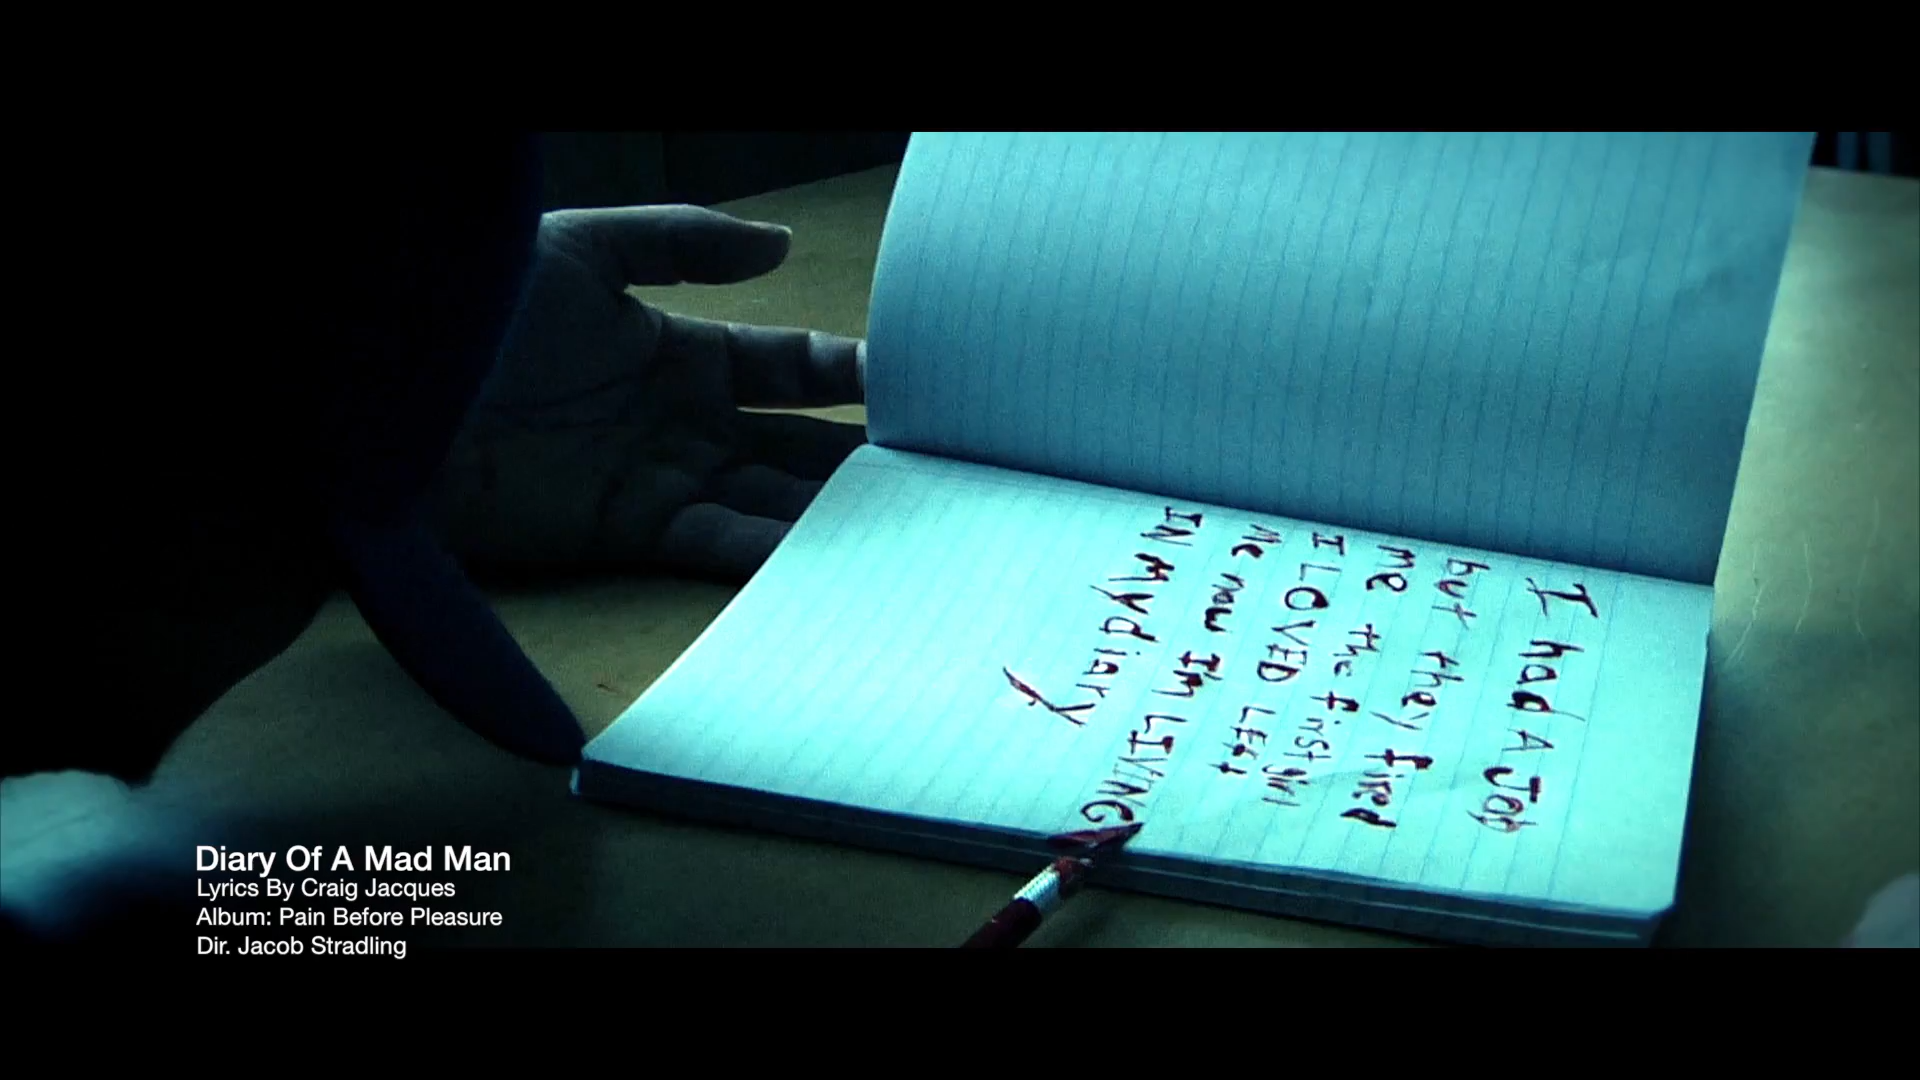 I had A Job
but they fired
me the first girl
I LOVED LEFt
Me now I'm LIVING
IN My diary
Diary Of A Mad Man
Lyrics By Craig Jacques
Album: Pain Before Pleasure
Dir. Jacob Stradling